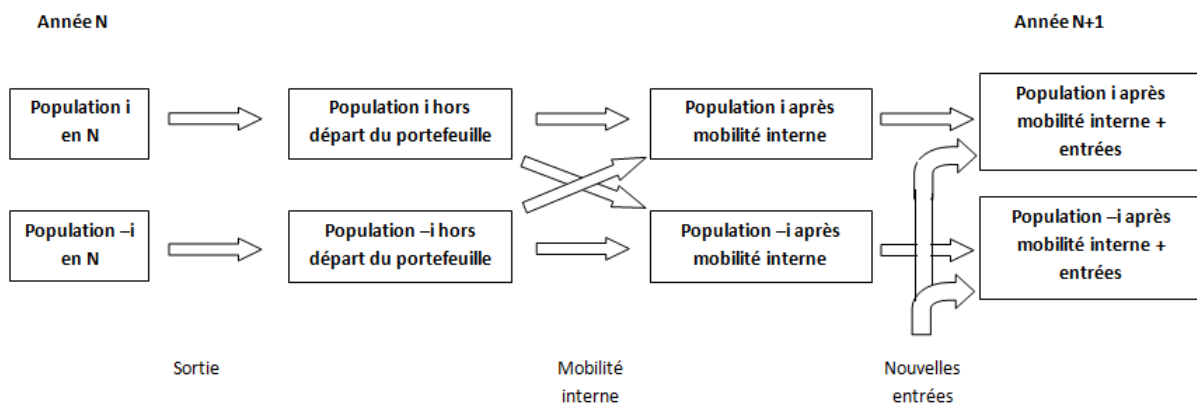 Année N
Année N+1
Population i
en N
Population i hors
départ du portefeuille
Population i après
mobilité interne
Population i après
mobilité interne +
entrées
Population –i
en N
Population –i hors
départ du portefeuille
Population –i après
mobilité interne
Population –i après
mobilité interne +
entrées
Sortie
Mobilité
interne
Nouvelles
entrées